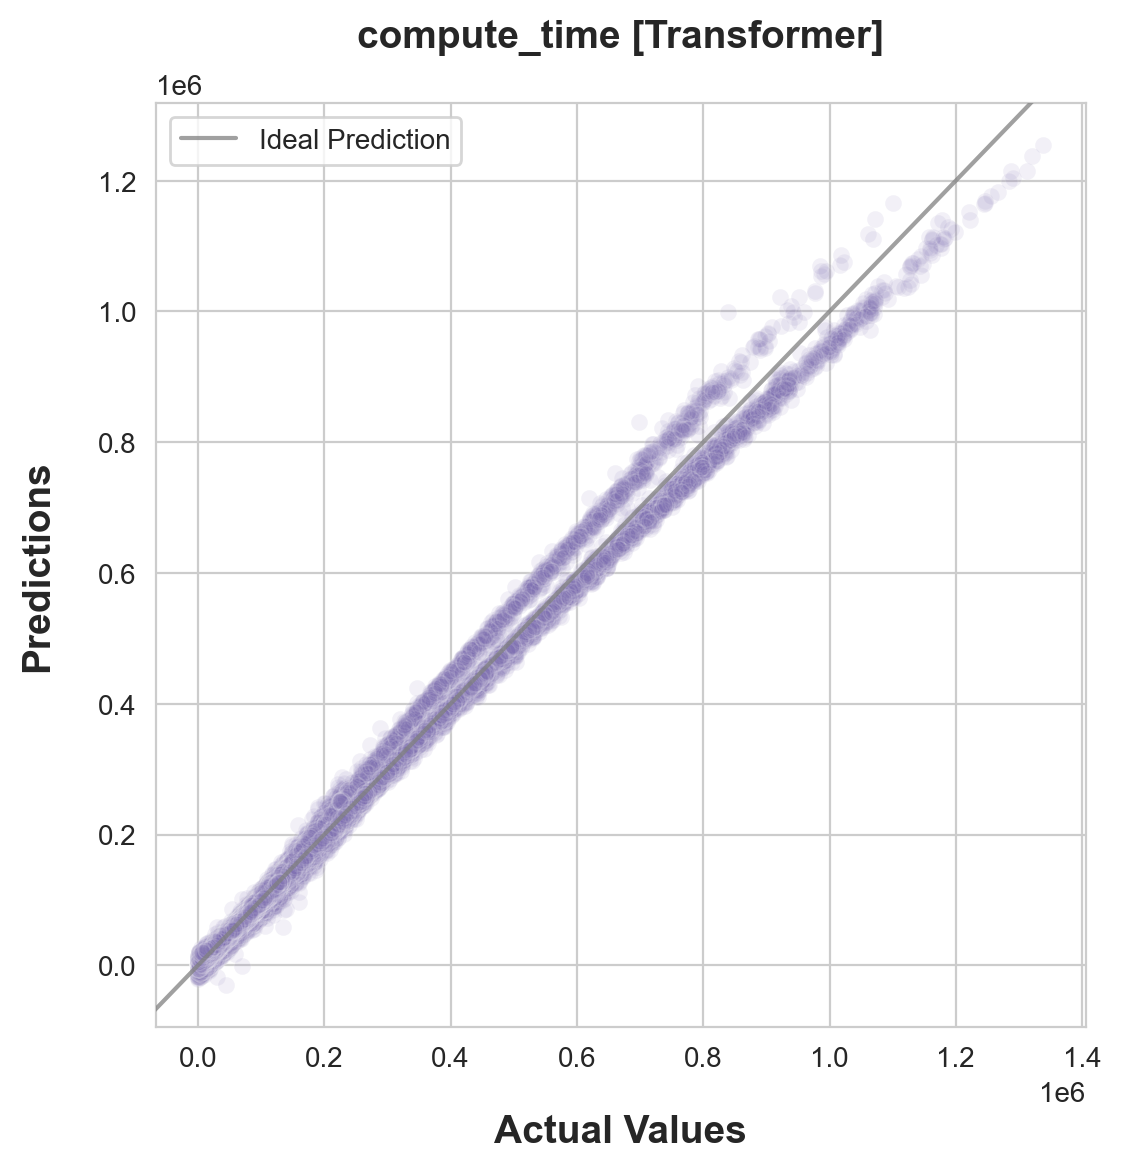 compute_time [Transformer]
1e6
Ideal Prediction
1.2
1.0
0.8
0.6
0.4
0.2
0.0
Predictions
0.0 0.2 0.4 0.6 0.8 1.0 1.2 1.4
1e6
Actual Values